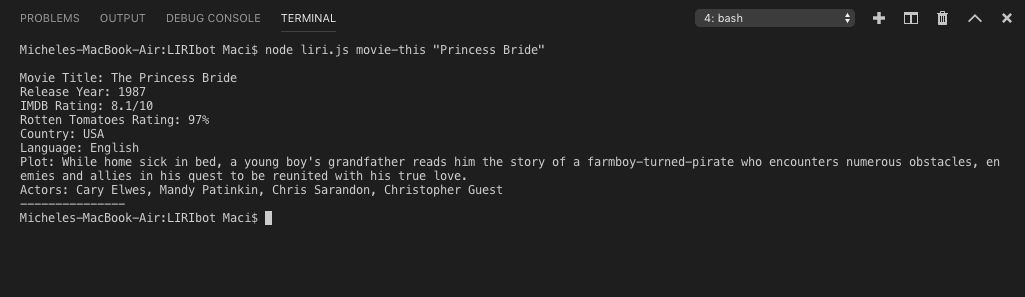 PROBLEMS OUTPUT DEBUG CONSOLE TERMINAL 4: bash
Micheles-MacBook-Air:LIRIbot Maci$ node liri.js movie-this "Princess Bride"
Movie Title: The Princess Bride
Release Year: 1987
IMDB Rating: 8.1/10
Rotten Tomatoes Rating: 97%
Country: USA
Language: English
Plot: While home sick in bed, a young boy's grandfather reads him the story of a farmboy-turned-pirate who encounters numerous obstacles, en
emies and allies in his quest to be reunited with his true love.
Actors: Cary Elwes, Mandy Patinkin, Chris Sarandon, Christopher Guest
---------------
Micheles-MacBook-Air:LIRIbot Maci$